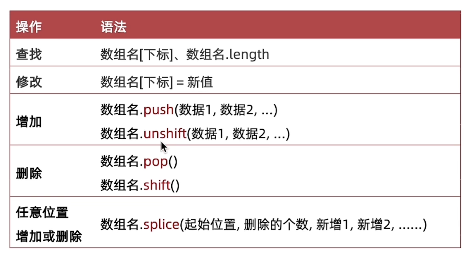 操作 语法
查找 数组名[下标]、数组名.length
修改 数组名[下标] = 新值
增加 数组名.push(数据1, 数据2, ...)
数组名.unshift(数据1, 数据2, ...)
删除 数组名.pop()
数组名.shift()
任意位置
增加或删除 数组名.splice(起始位置, 删除的个数, 新增1, 新增2, ......)